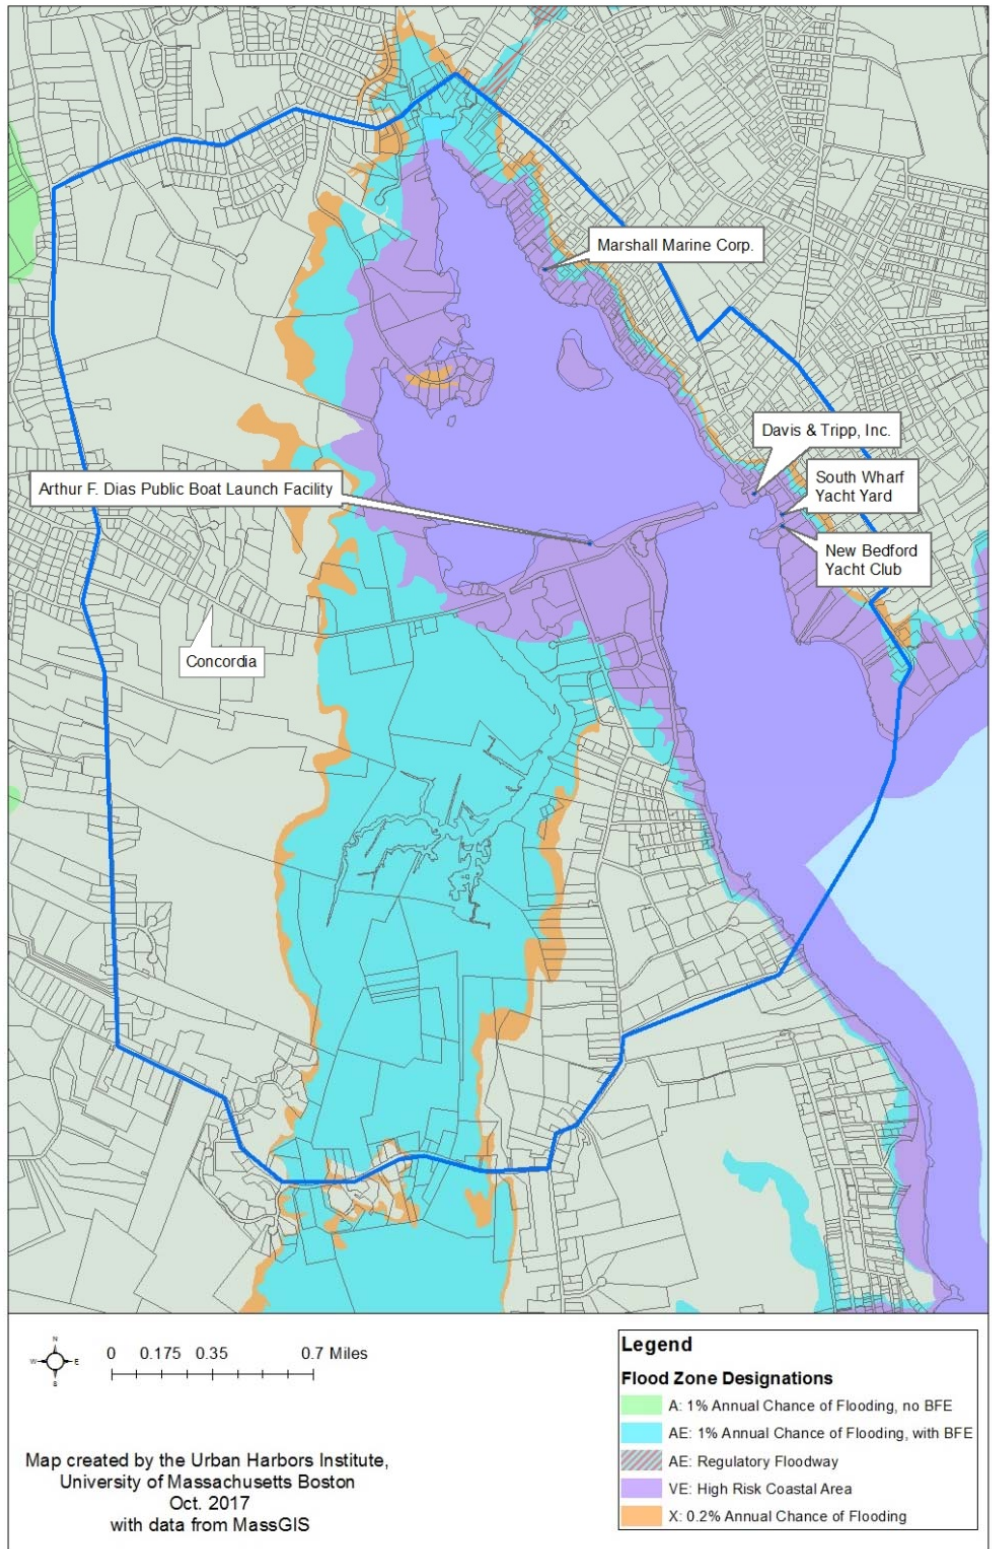 Marshall Marine Corp.
Davis & Tripp, Inc.
South Wharf
Yacht Yard
Arthur F. Dias Public Boat Launch Facility
New Bedford
Yacht Club
Concordia
N
W E
S
0 0.175 0.35 0.7 Miles
Map created by the Urban Harbors Institute,
University of Massachusetts Boston
Oct. 2017
with data from MassGIS
Legend
Flood Zone Designations
A: 1% Annual Chance of Flooding, no BFE
AE: 1% Annual Chance of Flooding, with BFE
AE: Regulatory Floodway
VE: High Risk Coastal Area
X: 0.2% Annual Chance of Flooding